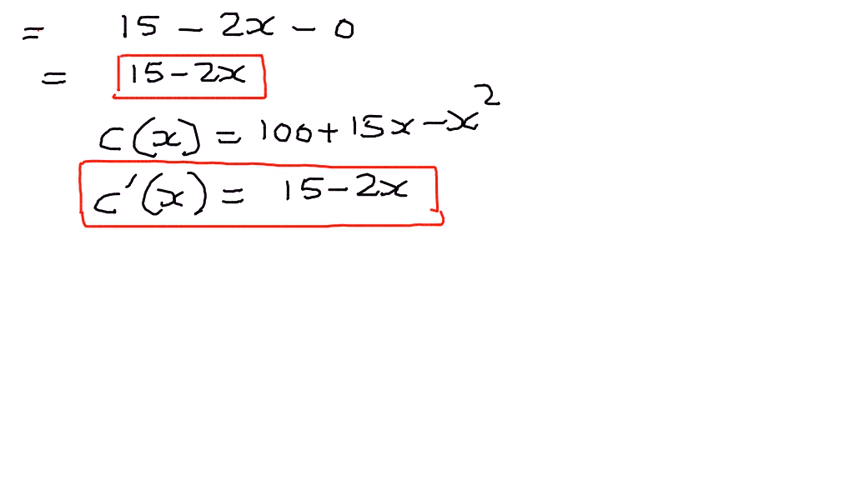 = 15 - 2x - 0
= 15 - 2x
C(x) = 100 + 15x - x²
C'(x) = 15 - 2x